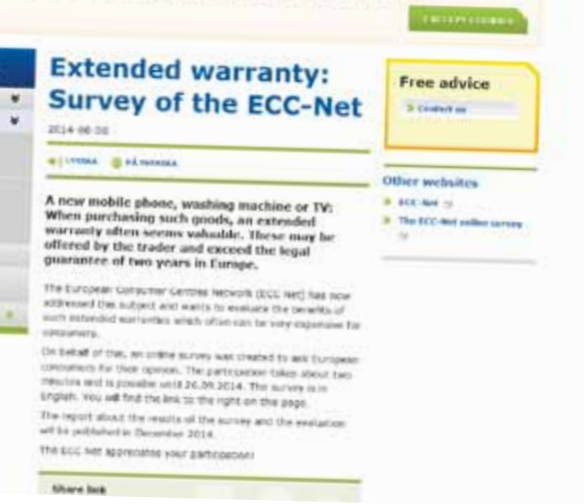 Extended warranty:
Survey of the ECC-Net
LYSSNA
PÅ SVENSKA
A new mobile phone, washing machine or TV:
When purchasing such goods, an extended
warranty often seems valuable. These may be
offered by the trader and exceed the legal
guarantee of two years in Europe.
The European Consumer Centres Network (ECC Net) has now
addressed this subject and wants to evaluate the benefits of
such extended warranties which often can be very expensive for
consumers.
On behalf of this, an online survey was created to ask European
consumers for their opinion. The participation takes about two
minutes and is possible until 26.09.2014. The survey is in
English. You will find the link to the right on this page.
The report about the results of the survey and the evaluation
will be published in December 2014.
The ECC Net appreciates your participation!
Share link
Free advice
Contact us
Other websites
ECC-Net
The ECC-Net online survey